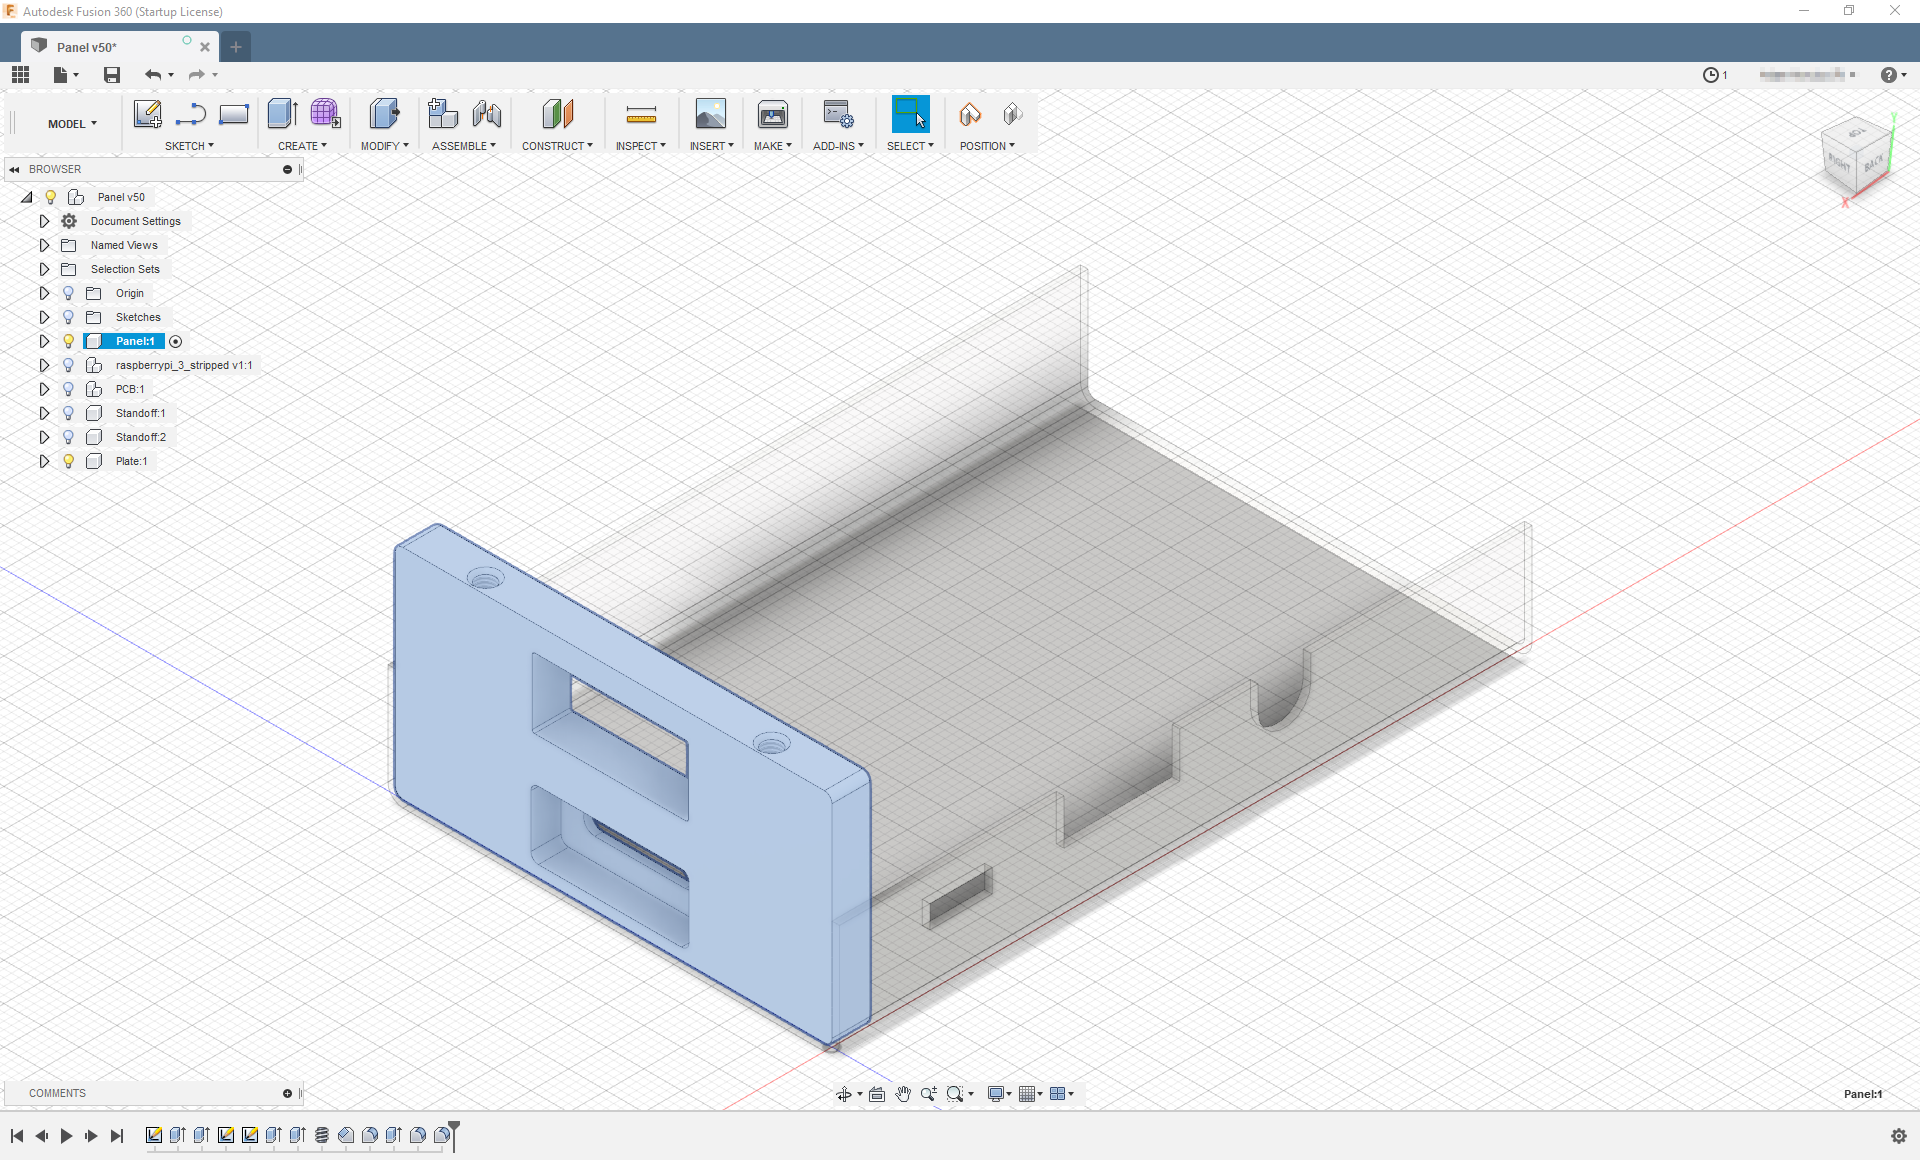 Autodesk Fusion 360 (Startup License)
Panel v50*
1
MODEL
SKETCH
CREATE
MODIFY
ASSEMBLE
CONSTRUCT
INSPECT
INSERT
MAKE
ADD-INS
SELECT
POSITION
BROWSER
Panel v50
Document Settings
Named Views
Selection Sets
Origin
Sketches
Panel:1
raspberrypi_3_stripped v1:1
PCB:1
Standoff:1
Standoff:2
Plate:1
TOP
RIGHT
BACK
Y
X
COMMENTS
Panel:1